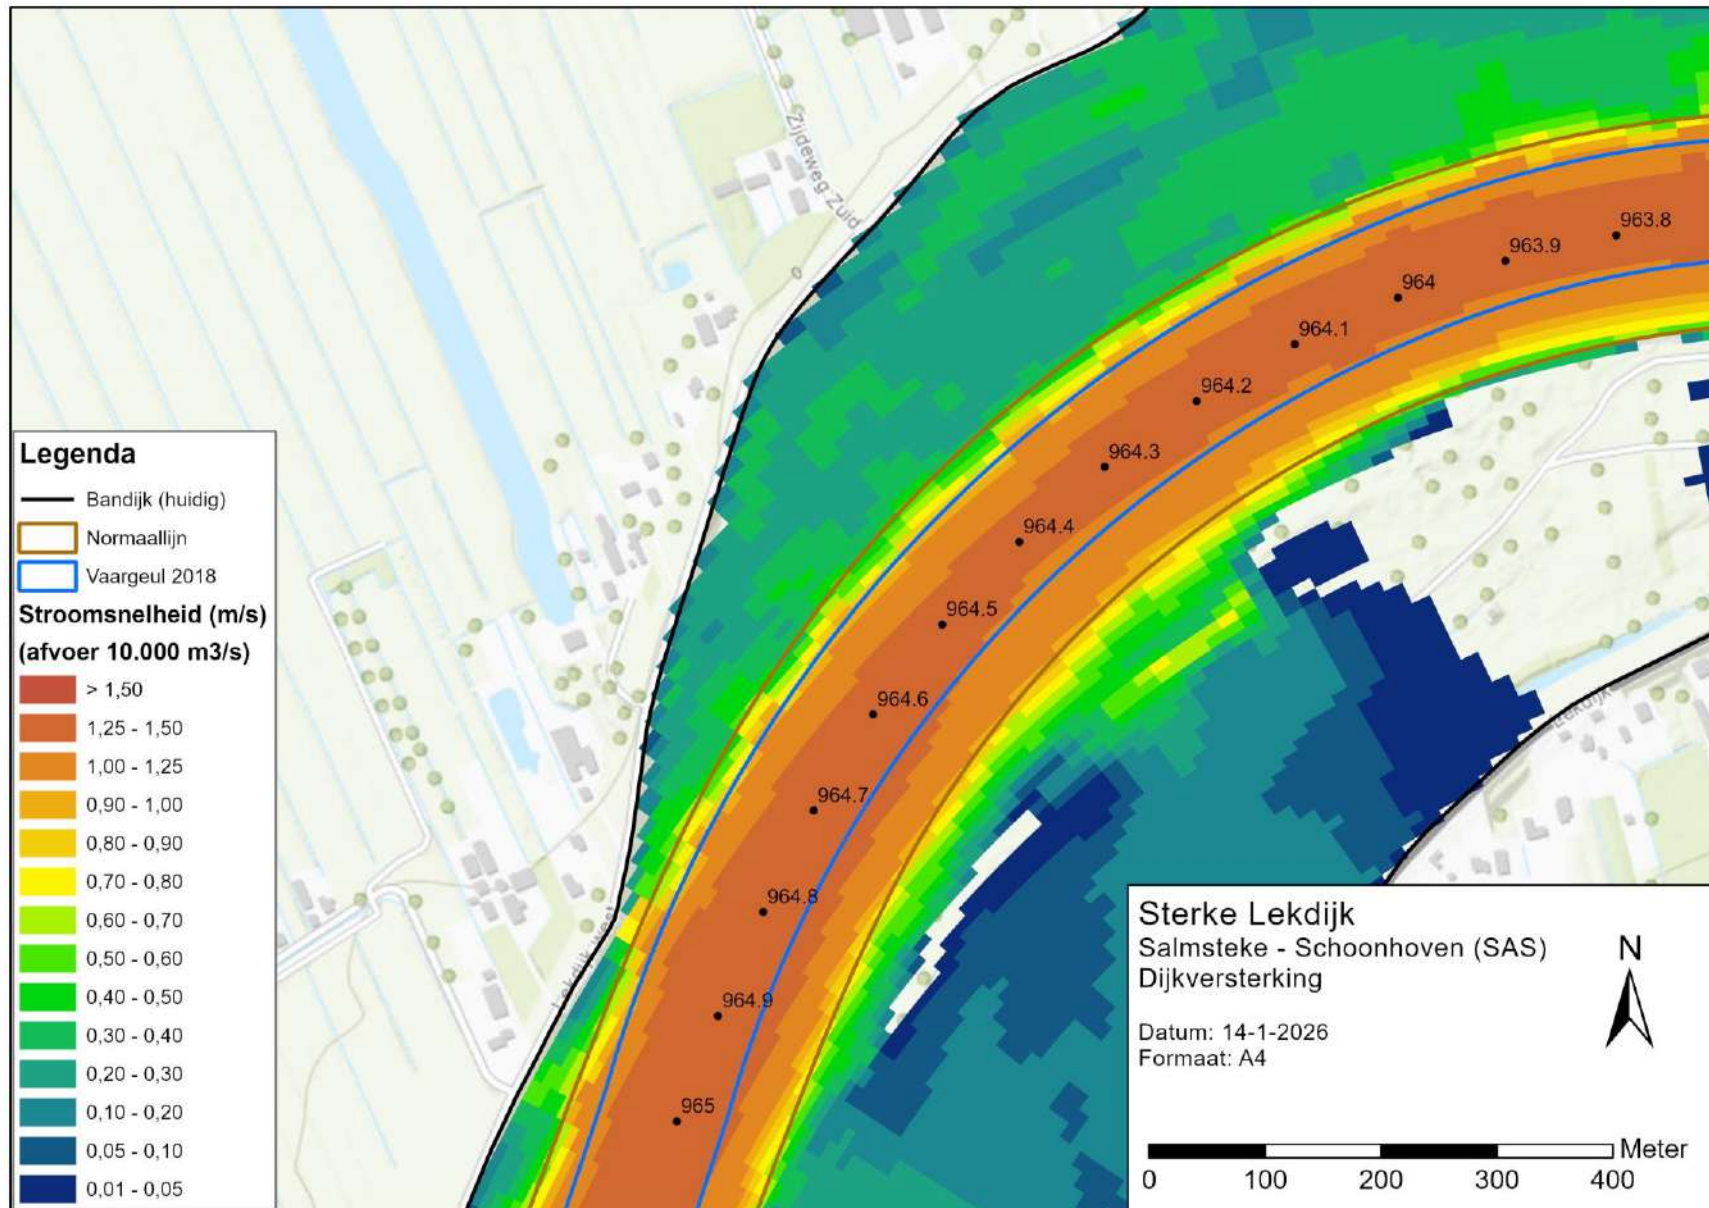 Zijdeweg-Zuid
963.8
963.9
964
964.1
964.2
964.3
964.4
964.5
964.6
964.7
964.8
964.9
965
Lekdijk West
Lekdijk
Legenda
Bandijk (huidig)
Normaallijn
Vaargeul 2018
Stroomsnelheid (m/s)
(afvoer 10.000 m3/s)
> 1,50
1,25 - 1,50
1,00 - 1,25
0,90 - 1,00
0,80 - 0,90
0,70 - 0,80
0,60 - 0,70
0,50 - 0,60
0,40 - 0,50
0,30 - 0,40
0,20 - 0,30
0,10 - 0,20
0,05 - 0,10
0,01 - 0,05
Sterke Lekdijk
Salmsteke - Schoonhoven (SAS)
Dijkversterking
N
Datum: 14-1-2026
Formaat: A4
Meter
0 100 200 300 400